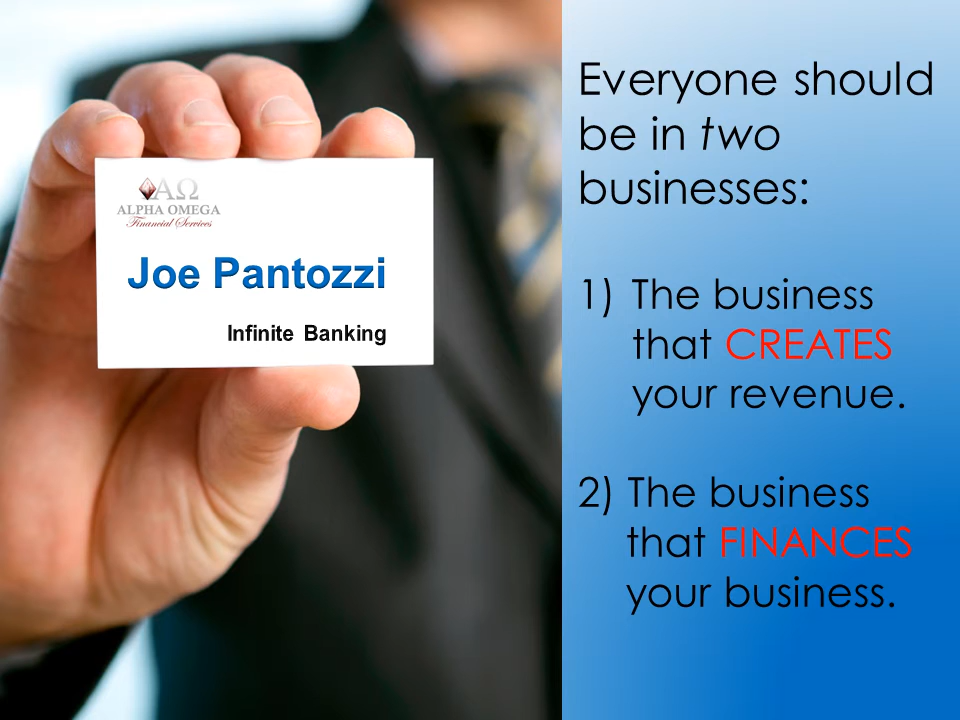 ΑΩ
ALPHA OMEGA
Financial Services
Joe Pantozzi
Infinite Banking
Everyone should
be in two
businesses:
1) The business
that CREATES
your revenue.
2) The business
that FINANCES
your business.